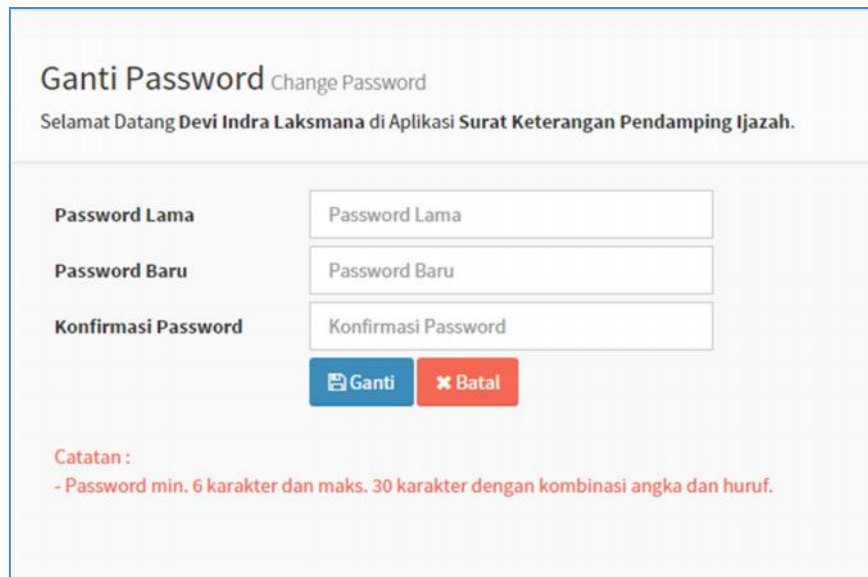 Ganti Password Change Password
Selamat Datang Devi Indra Laksmana di Aplikasi Surat Keterangan Pendamping Ijazah.
Password Lama Password Lama
Password Baru Password Baru
Konfirmasi Password Konfirmasi Password
Ganti Batal
Catatan :
- Password min. 6 karakter dan maks. 30 karakter dengan kombinasi angka dan huruf.